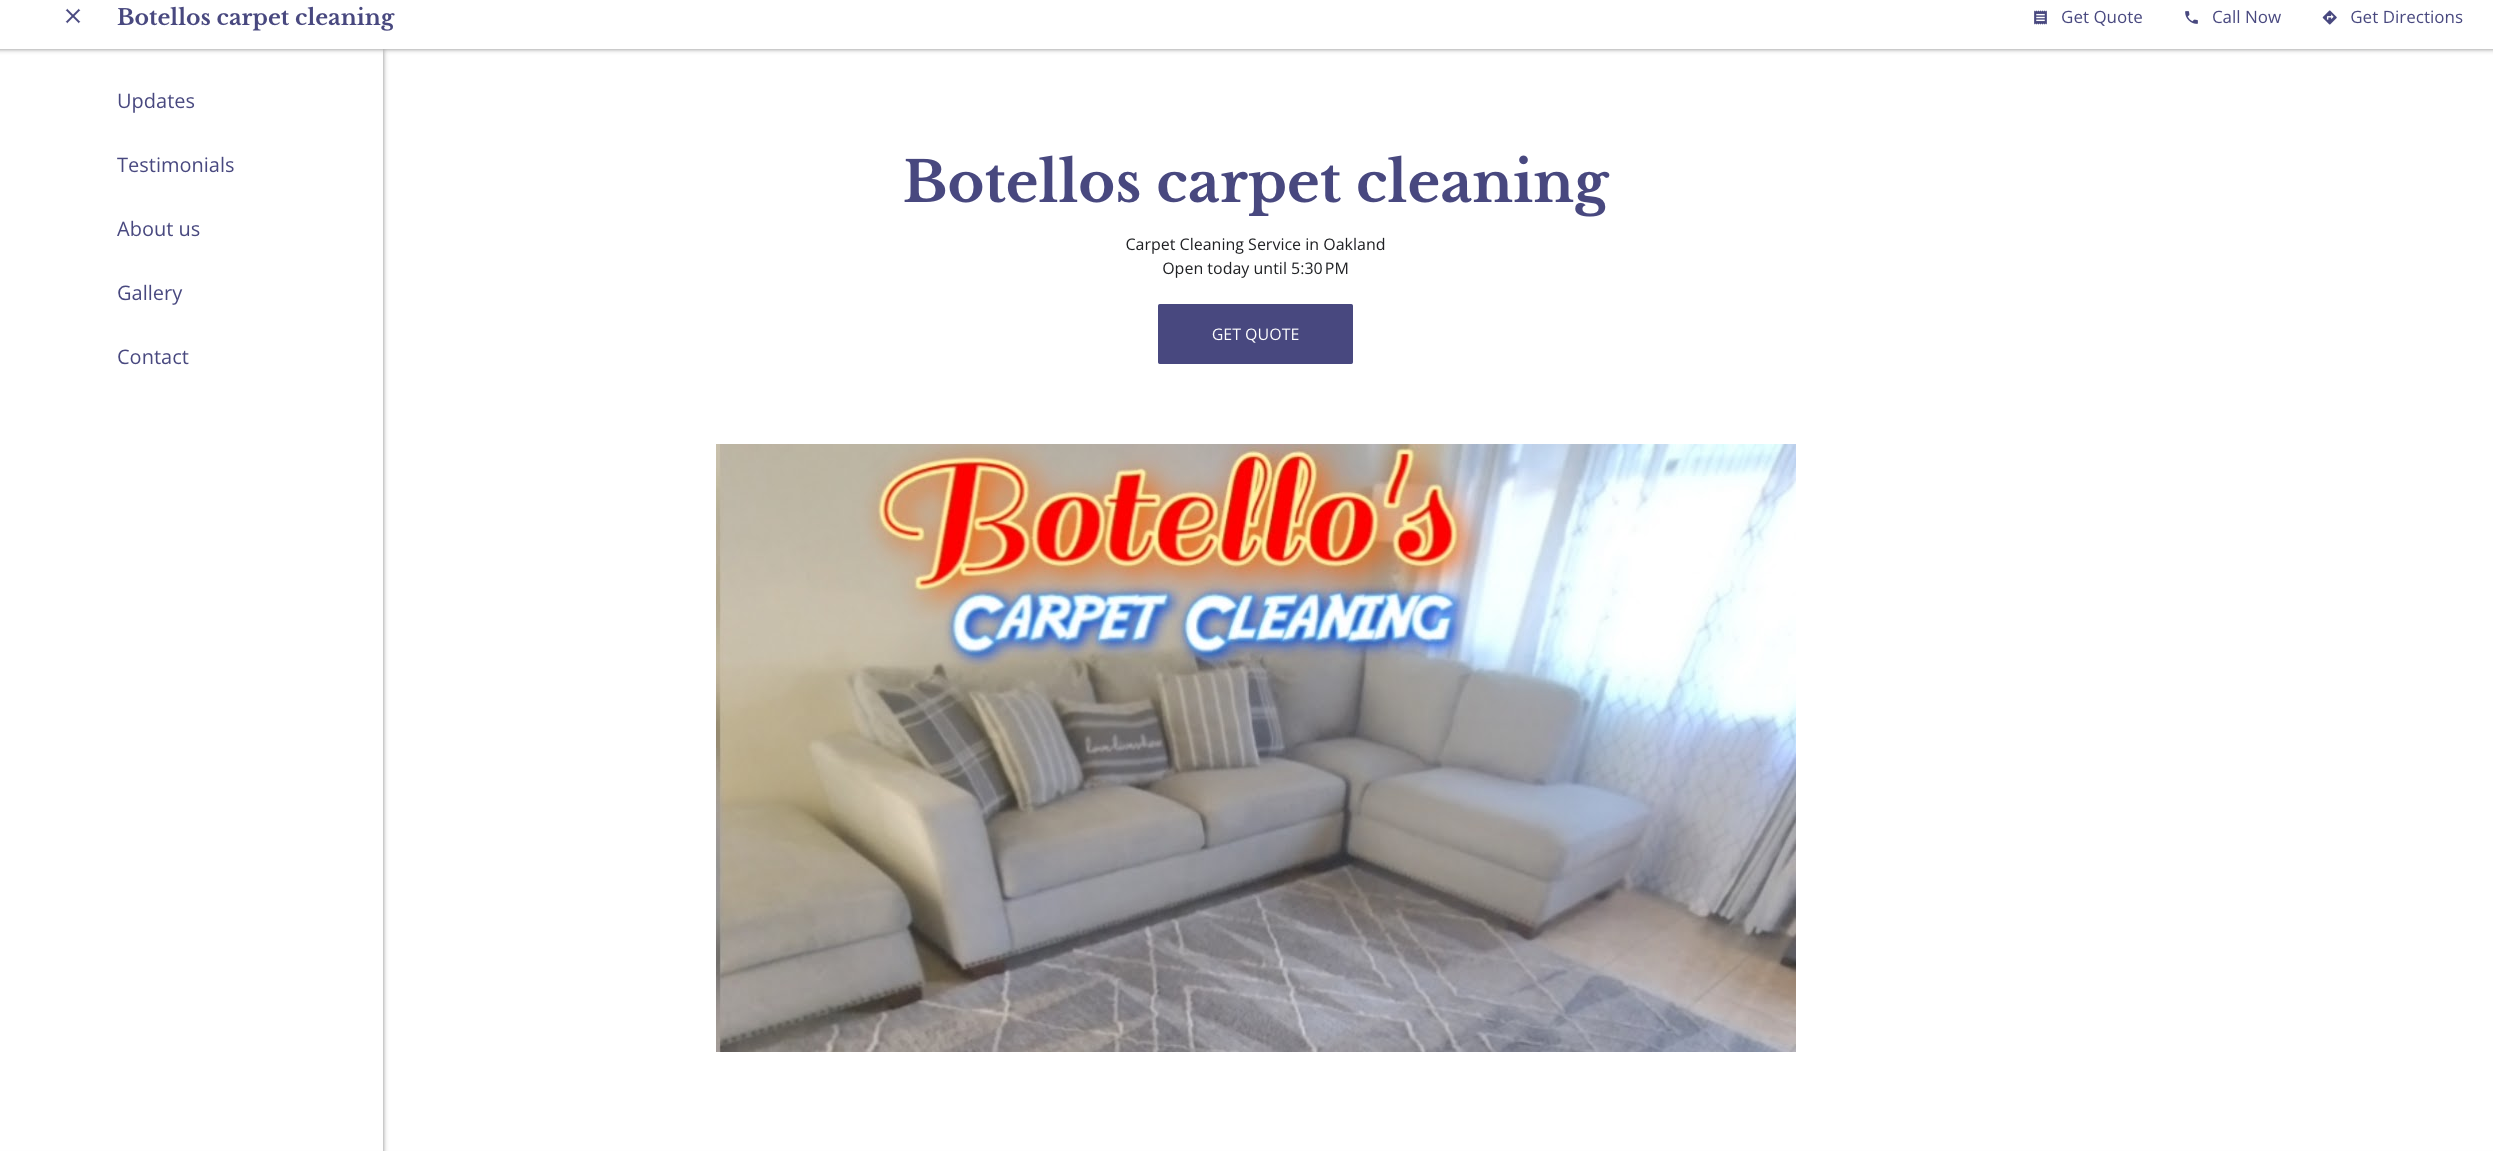 Botellos carpet cleaning
Get Quote
Call Now
Get Directions
Updates
Testimonials
About us
Gallery
Contact
Botellos carpet cleaning
Carpet Cleaning Service in Oakland
Open today until 5:30 PM
GET QUOTE
Botello's
CARPET CLEANING